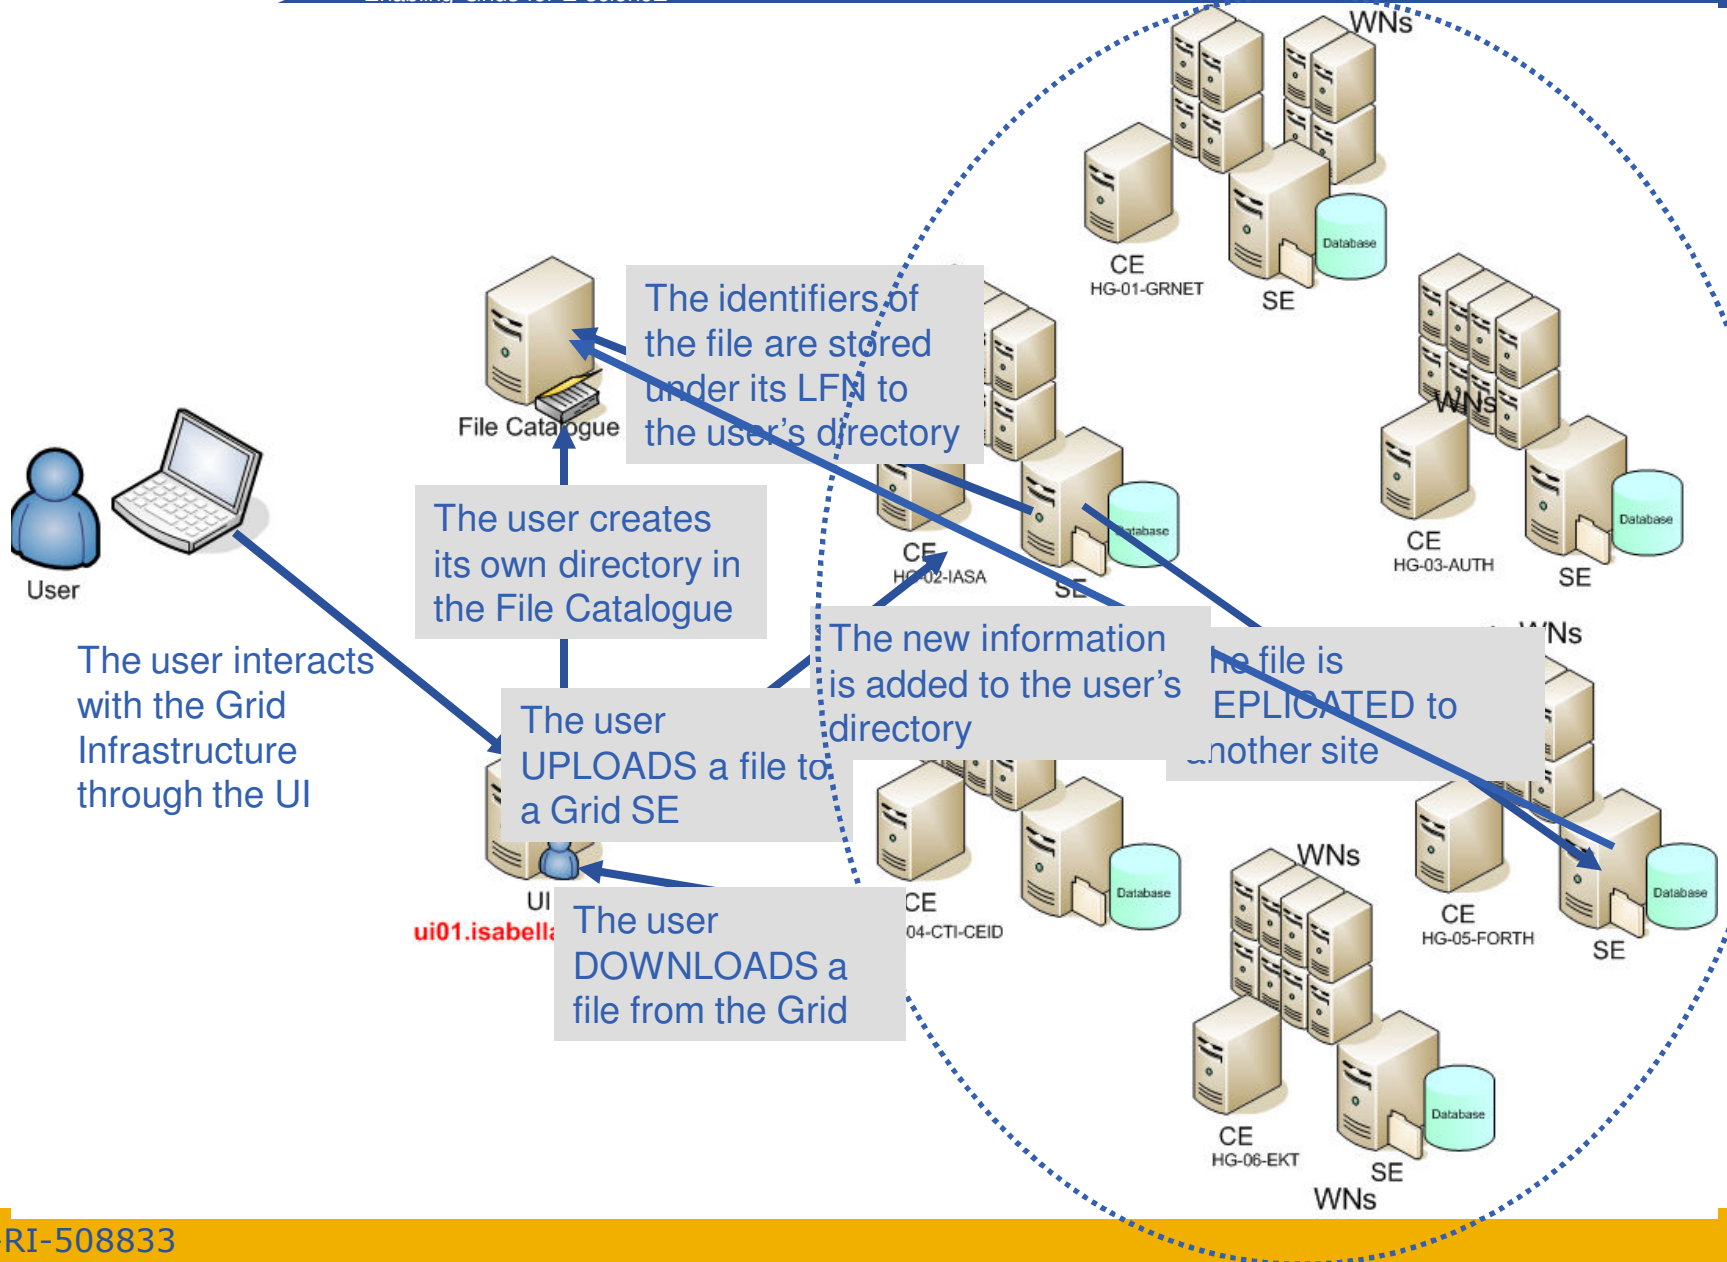 WNs
Database
CE
HG-01-GRNET
SE
The identifiers of
the file are stored
under its LFN to
the user's directory
File Catalogue
WNs
Database
CE
HG-03-AUTH
SE
User
The user creates
its own directory in
the File Catalogue
Database
CE
HG-02-IASA
SE
The user interacts
with the Grid
Infrastructure
through the UI
The new information
is added to the user's
directory
WNs
file is
to
site
The user
UPLOADS a file to
a Grid SE
UI
The user
DOWNLOADS a
file from the Grid
CE
04-CTI-CEID
Database
WNs
CE
HG-05-FORTH
Database
SE
CE
HG-06-EKT
Database
SE
WNs
RI-508833